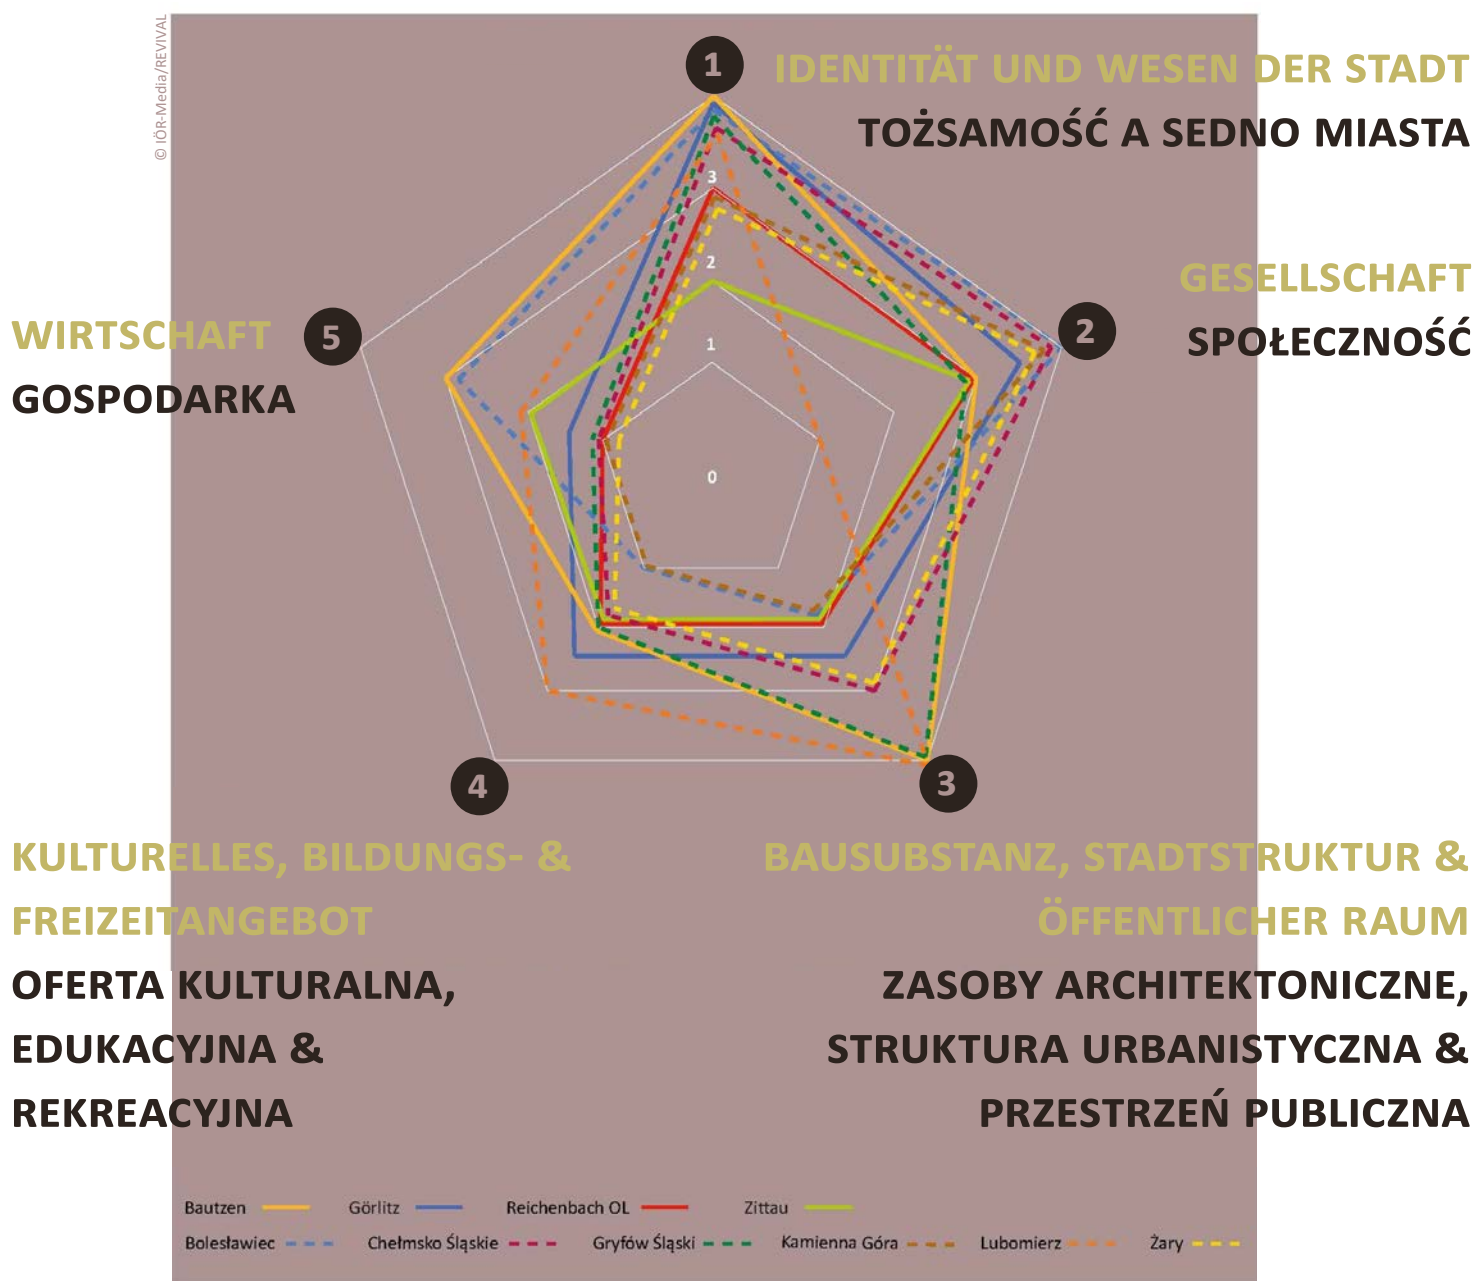 © IÖR-Media/REVIVAL
1
IDENTITÄT UND WESEN DER STADT
TOŻSAMOŚĆ A SEDNO MIASTA
3
2
1
0
2
GESELLSCHAFT
SPOŁECZNOŚĆ
5
WIRTSCHAFT
GOSPODARKA
4
3
KULTURELLES, BILDUNGS- &
FREIZEITANGEBOT
OFERTA KULTURALNA,
EDUKACYJNA &
REKREACYJNA
BAUSUBSTANZ, STADTSTRUKTUR &
ÖFFENTLICHER RAUM
ZASOBY ARCHITEKTONICZNE,
STRUKTURA URBANISTYCZNA &
PRZESTRZEŃ PUBLICZNA
Bautzen Görlitz Reichenbach OL Zittau
Bolesławiec Chełmsko Śląskie Gryfów Śląski Kamienna Góra Lubomierz Żary